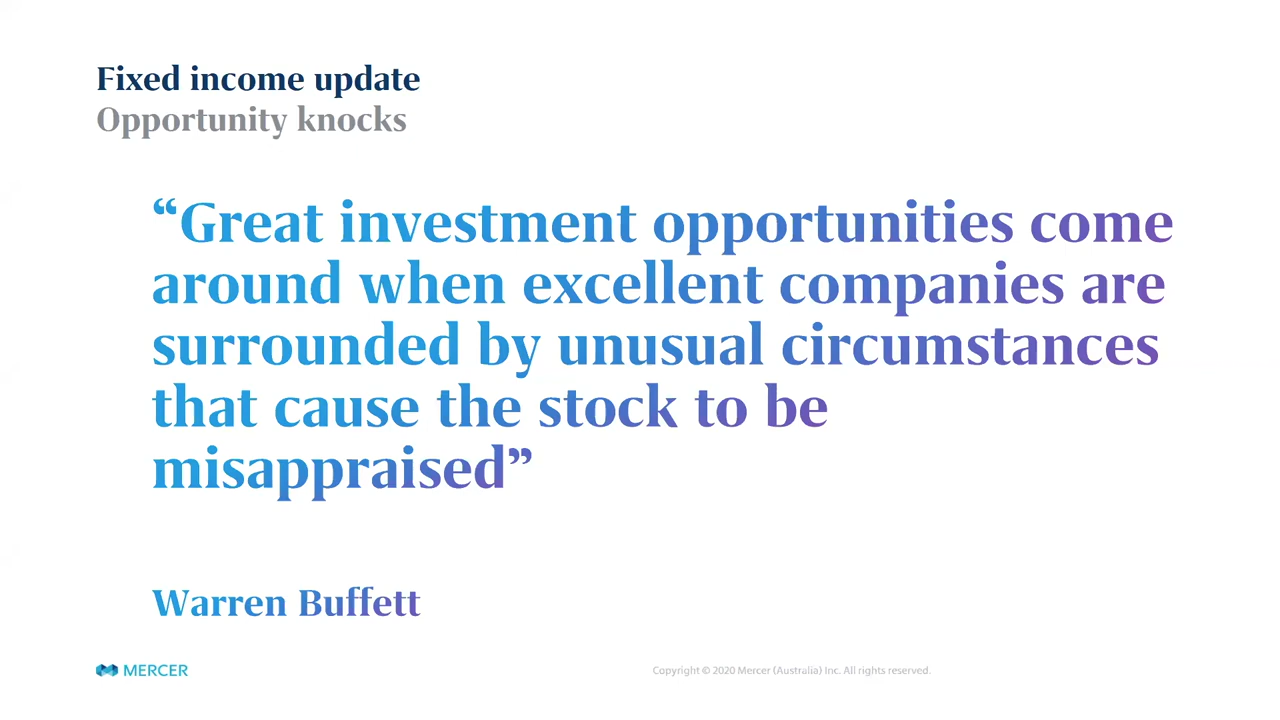 Fixed income update
Opportunity knocks
“Great investment opportunities come
around when excellent companies are
surrounded by unusual circumstances
that cause the stock to be
misappraised”
Warren Buffett
MERCER
Copyright © 2020 Mercer (Australia) Inc. All rights reserved.